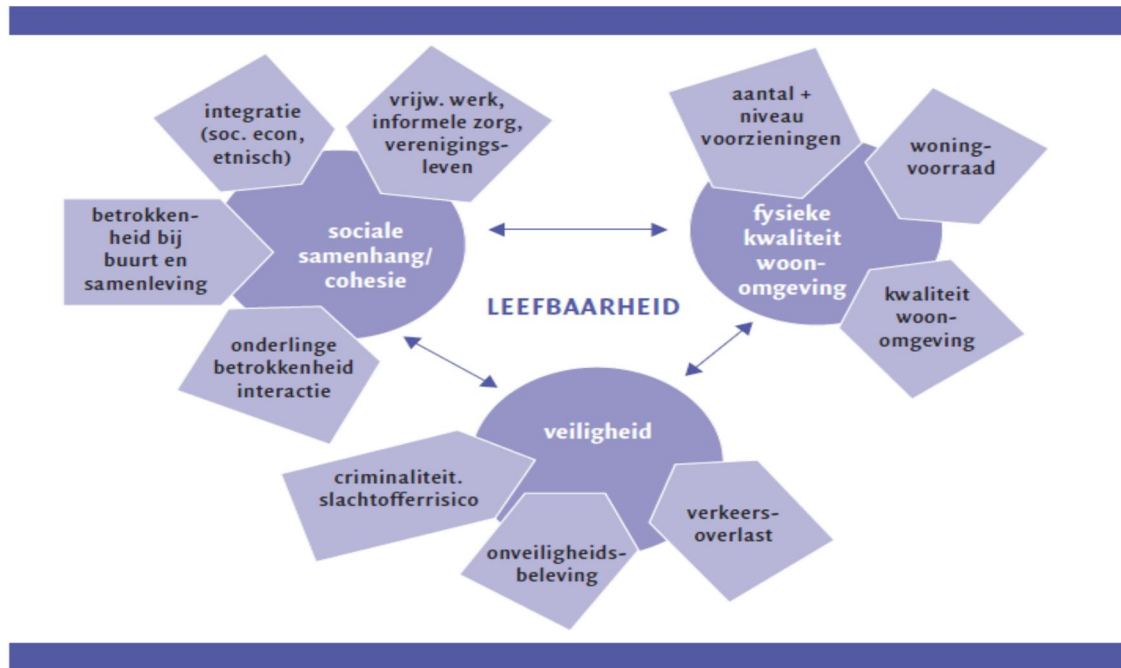 integratie
(soc. econ,
etnisch)
vrijw. werk,
informele zorg,
verenigings-
leven
betrokken-
heid bij
buurt en
samenleving
sociale
samenhang/
cohesie
onderlinge
betrokkenheid
interactie
aantal +
niveau
voorzieningen
woning-
voorraad
fysieke
kwaliteit
woon-
omgeving
kwaliteit
woon-
omgeving
LEEFBAARHEID
veiligheid
criminaliteit.
slachtofferrisico
onveiligheids-
beleving
verkeers-
overlast